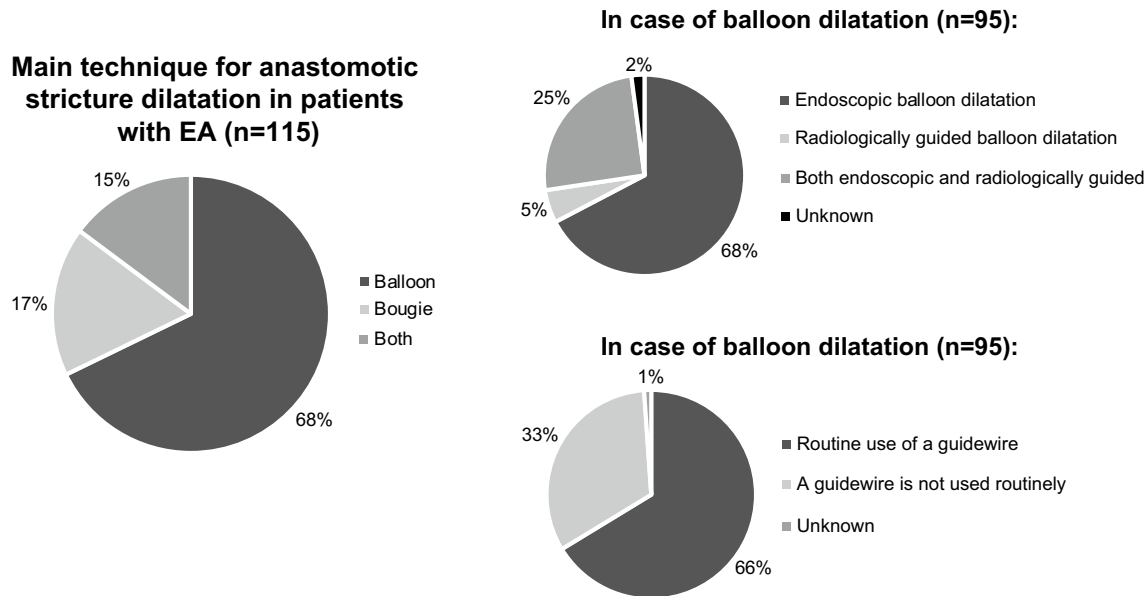 Main technique for anastomotic
stricture dilatation in patients
with EA (n=115)
15%
17%
68%
Balloon
Bougie
Both
In case of balloon dilatation (n=95):
2%
25%
5%
68%
Endoscopic balloon dilatation
Radiologically guided balloon dilatation
Both endoscopic and radiologically guided
Unknown
In case of balloon dilatation (n=95):
1%
33%
66%
Routine use of a guidewire
A guidewire is not used routinely
Unknown